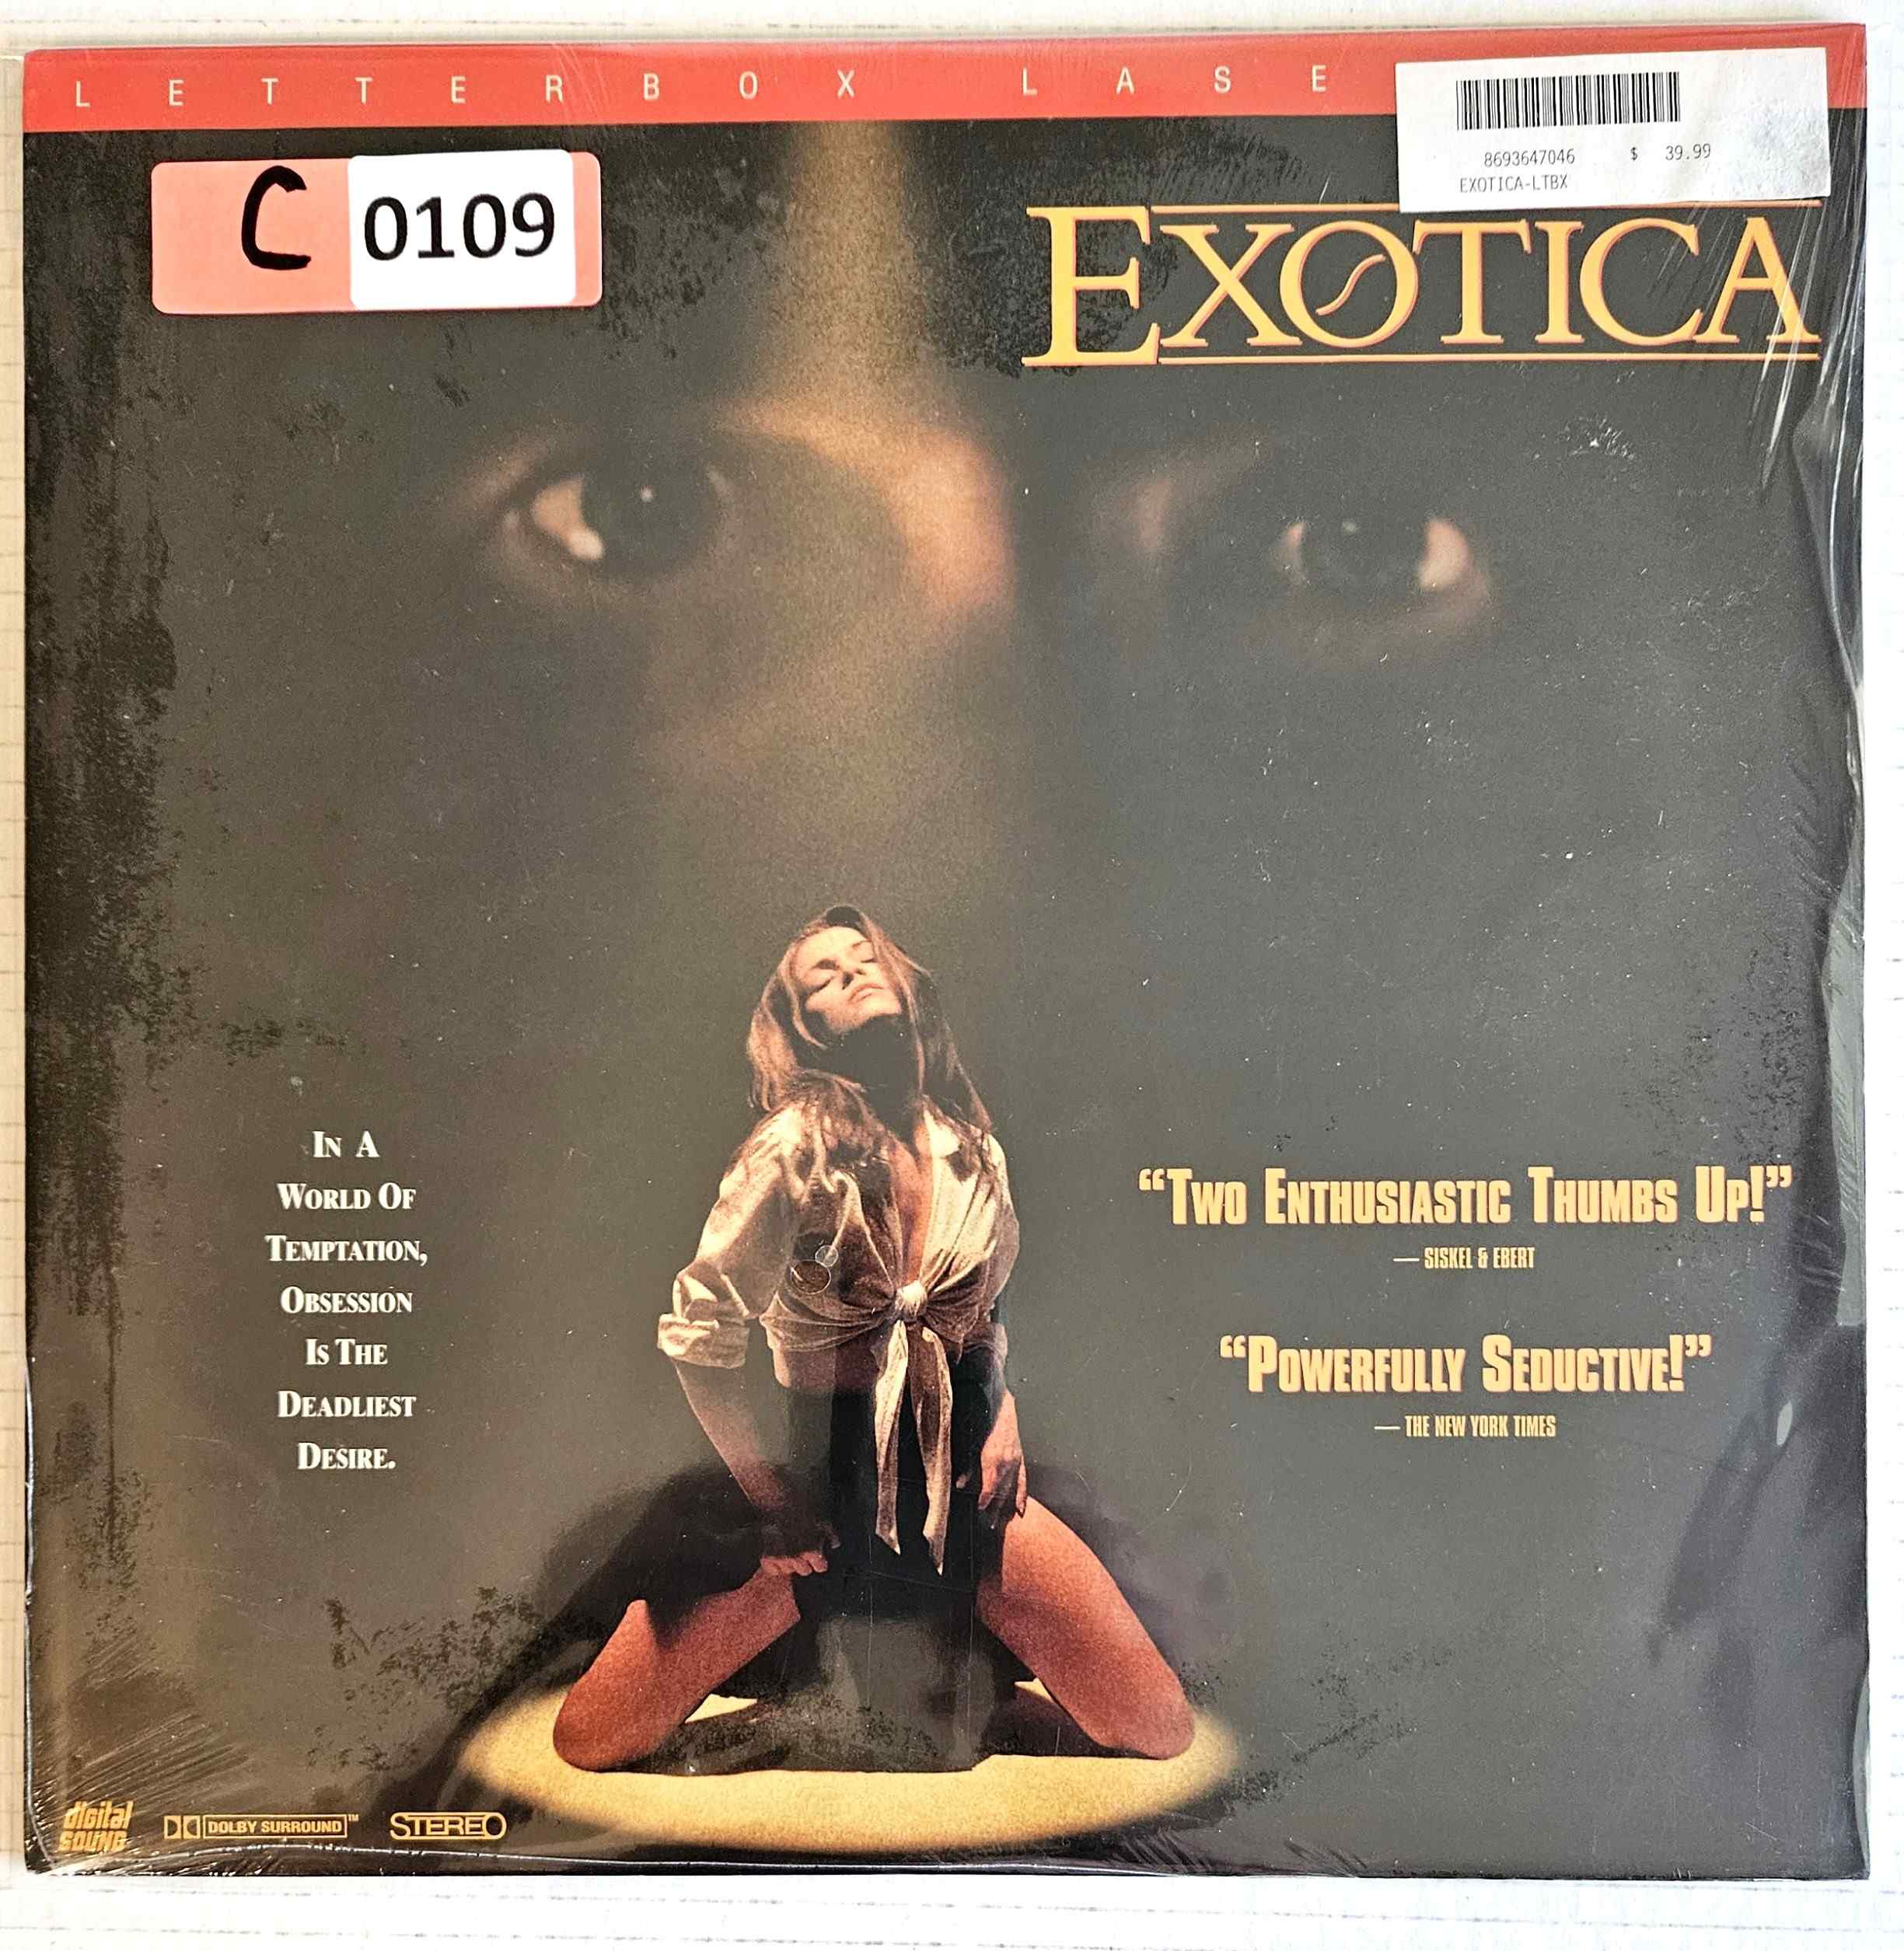 LETTERBOX LASE
8693647046 $ 39.99
EXOTICA-LTBX
C 0109
EXOTICA
IN A
WORLD OF
TEMPTATION,
OBSESSION
IS THE
DEADLIEST
DESIRE.
“TWO ENTHUSIASTIC THUMBS UP!”
— SISKEL & EBERT
“POWERFULLY SEDUCTIVE!”
— THE NEW YORK TIMES
digital
SOUND
DOLBY SURROUND™
STEREO